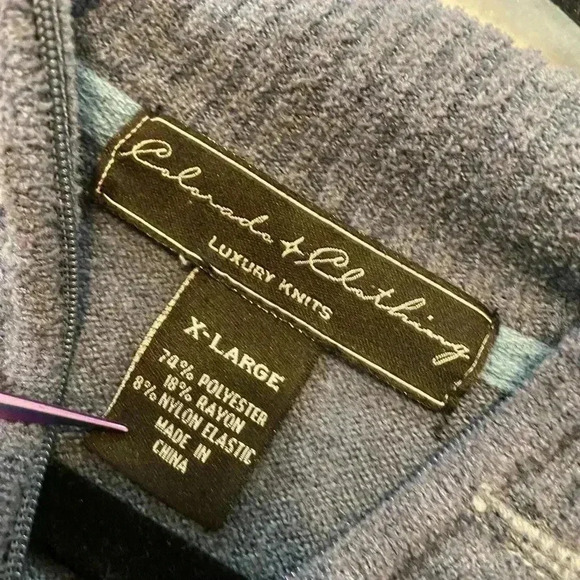 Colorado + Clothing
LUXURY KNITS
X-LARGE
74% POLYESTER
18% RAYON
8% NYLON ELASTIC
MADE IN
CHINA